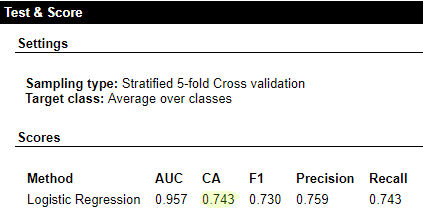 Test & Score
Settings
Sampling type: Stratified 5-fold Cross validation
Target class: Average over classes
Scores
Method AUC CA F1 Precision Recall
Logistic Regression 0.957 0.743 0.730 0.759 0.743